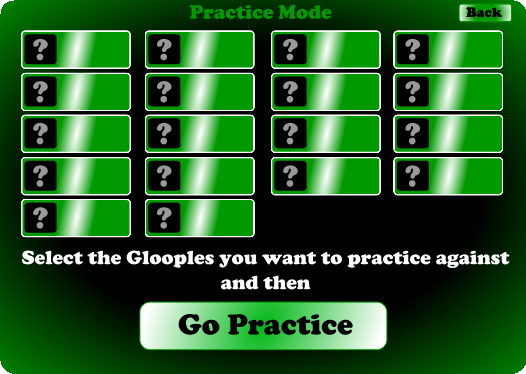 Practice Mode
Back
? ? ? ?
? ? ? ?
? ? ? ?
? ? ? ?
? ?
Select the Glooples you want to practice against
and then
Go Practice